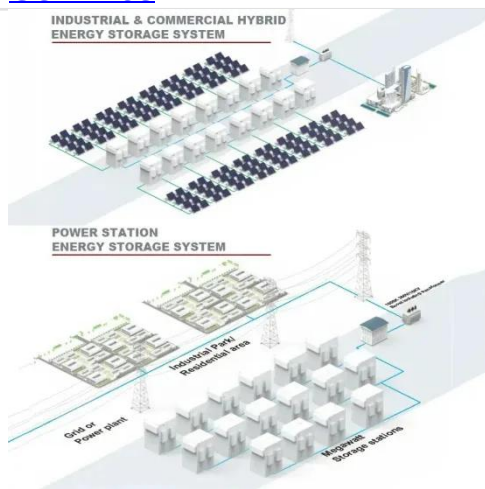 INDUSTRIAL & COMMERCIAL HYBRID
ENERGY STORAGE SYSTEM
POWER STATION
ENERGY STORAGE SYSTEM
Industrial Park/
Residential area
Grid or
Power plant
Megawatt
Storage stations